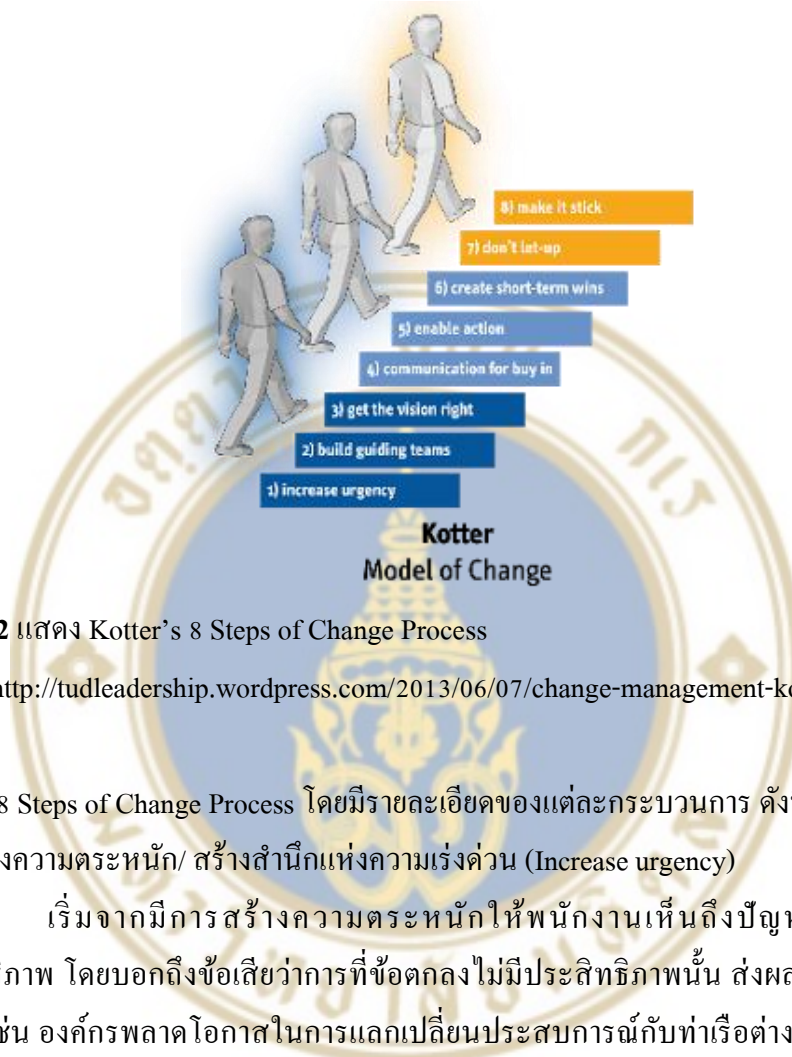 8) make it stick
7) don't let-up
6) create short-term wins
5) enable action
4) communication for buy in
3) get the vision right
2) build guiding teams
1) increase urgency
Kotter
Model of Change
2 แสดง Kotter's 8 Steps of Change Process
http://tudleadership.wordpress.com/2013/06/07/change-management-ko
8 Steps of Change Process โดยมีรายละเอียดของแต่ละกระบวนการ ดัง
งความตระหนัก/ สร้างสำนึกแห่งความเร่งด่วน (Increase urgency)
เริ่มจากมีการสร้างความตระหนักให้พนักงานเห็นถึงปัญห
ิภาพ โดยบอกถึงข้อเสียว่าการที่ข้อตกลงไม่มีประสิทธิภาพนั้น ส่งผล
ช่น องค์กรพลาดโอกาสในการแลกเปลี่ยนประสบการณ์กับท่าเรือต่าง